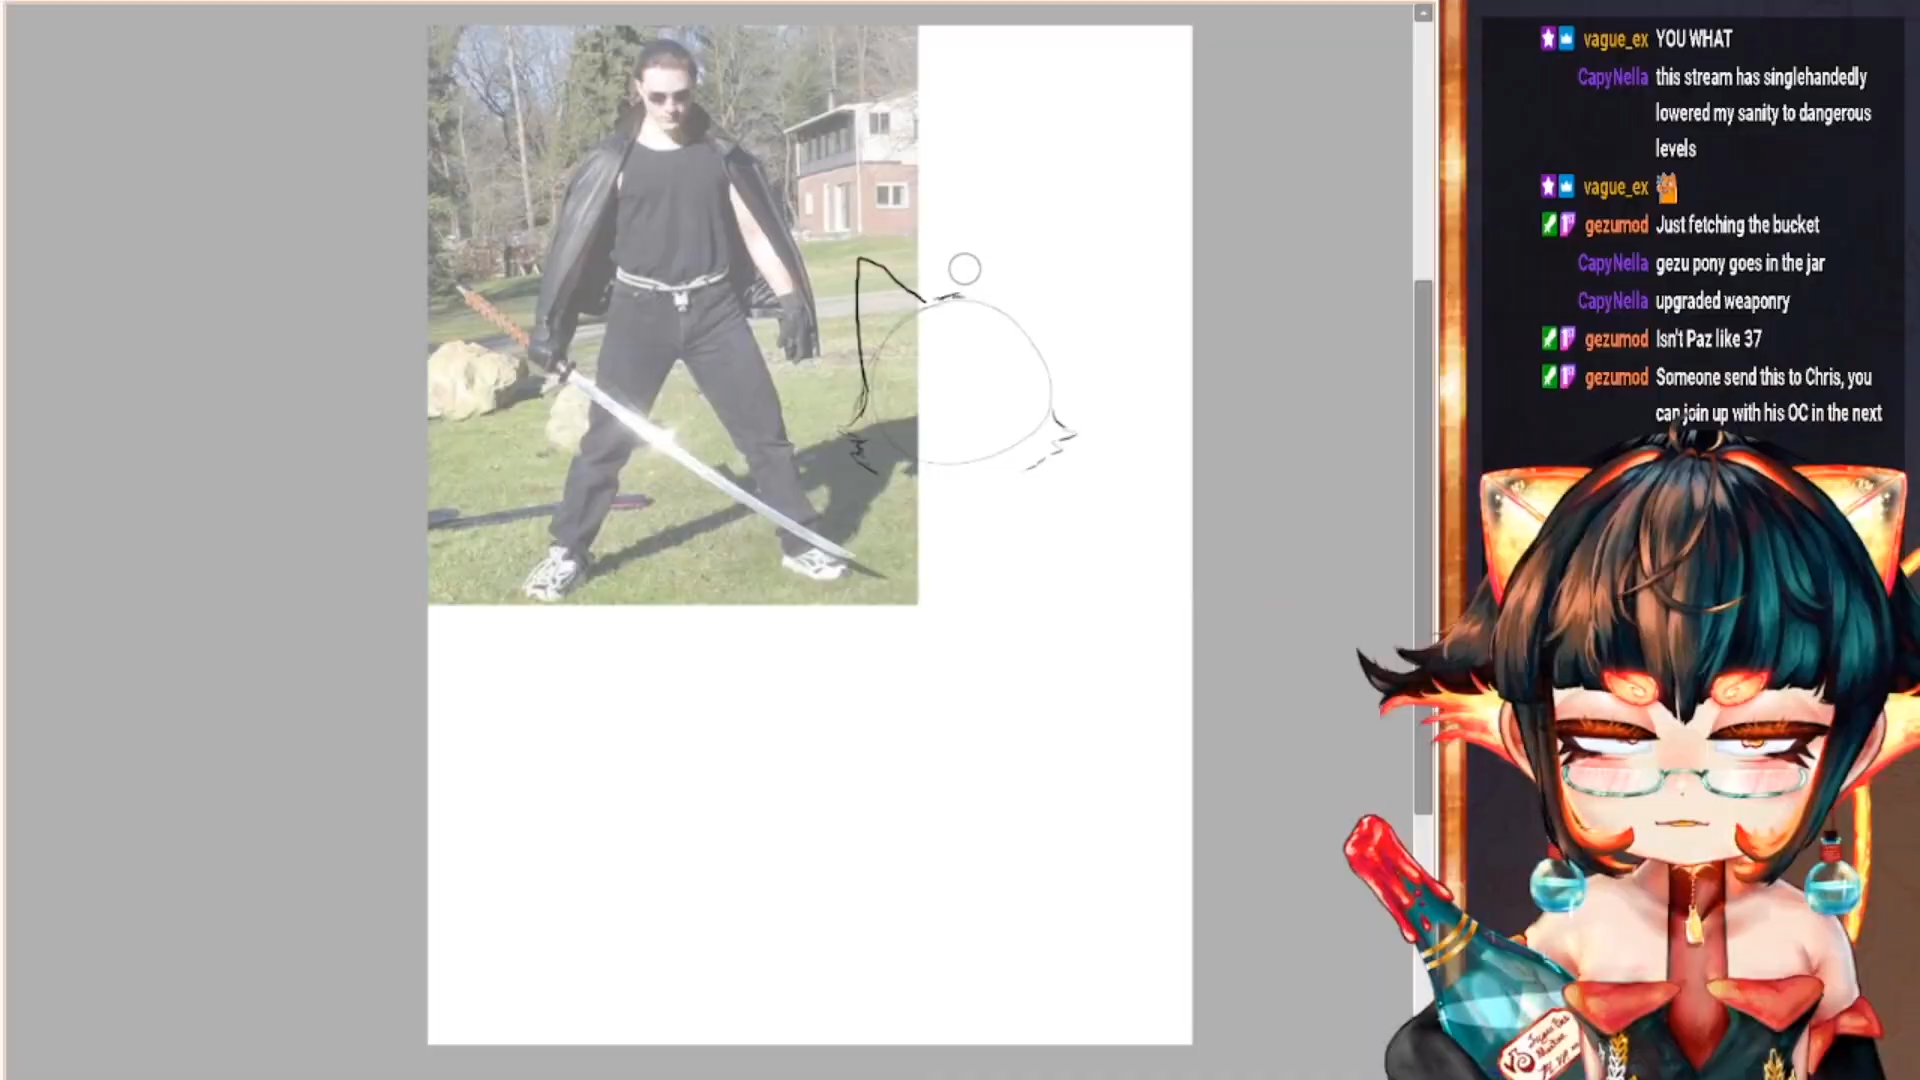 vague_ex YOU WHAT
CapyNella this stream has singlehandedly
lowered my sanity to dangerous
levels
vague_ex
gezumod Just fetching the bucket
CapyNella gezu pony goes in the jar
CapyNella upgraded weaponry
gezumod Isn't Paz like 37
gezumod Someone send this to Chris, you
can join up with his OC in the next